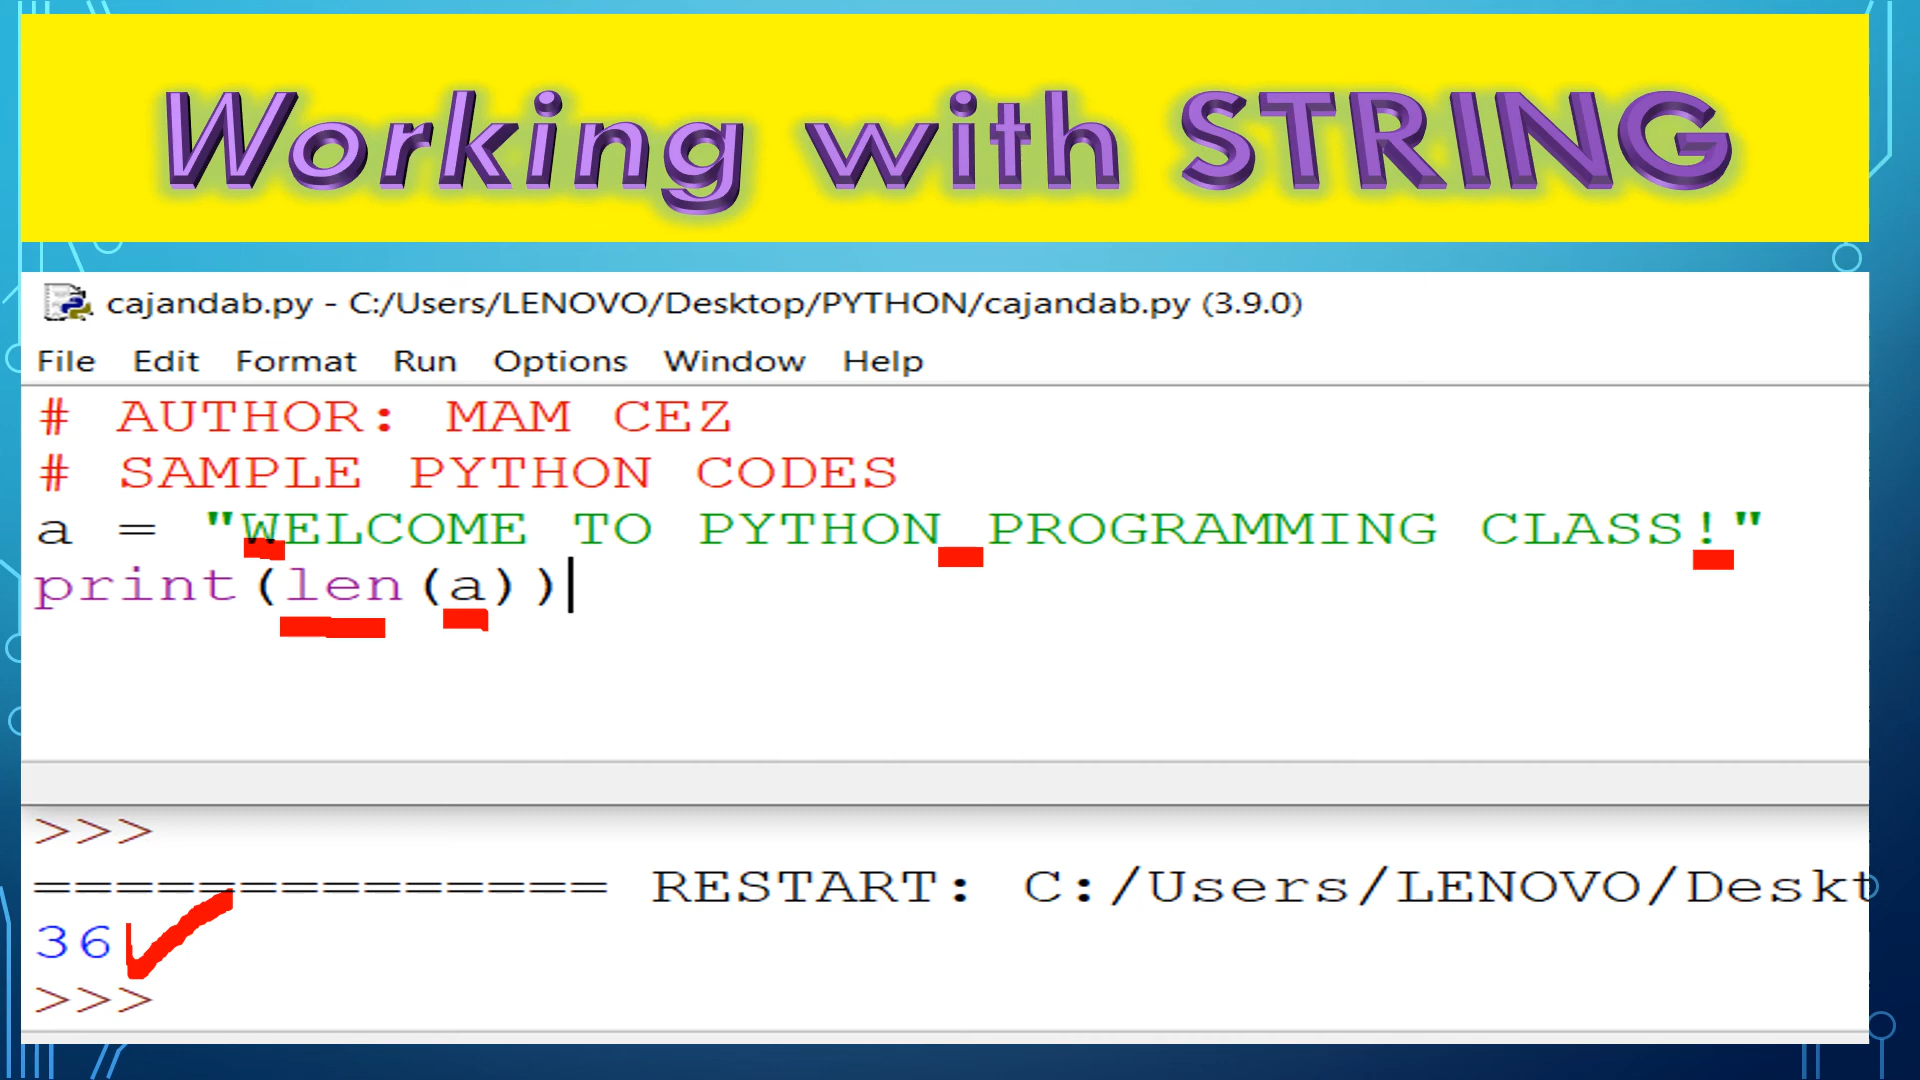 Working with STRING
cajandab.py - C:/Users/LENOVO/Desktop/PYTHON/cajandab.py (3.9.0)
File Edit Format Run Options Window Help
# AUTHOR: MAM CEZ
# SAMPLE PYTHON CODES
a = "WELCOME TO PYTHON PROGRAMMING CLASS!"
print(len(a))
>>>
============== RESTART: C:/Users/LENOVO/Deskt
36
>>>